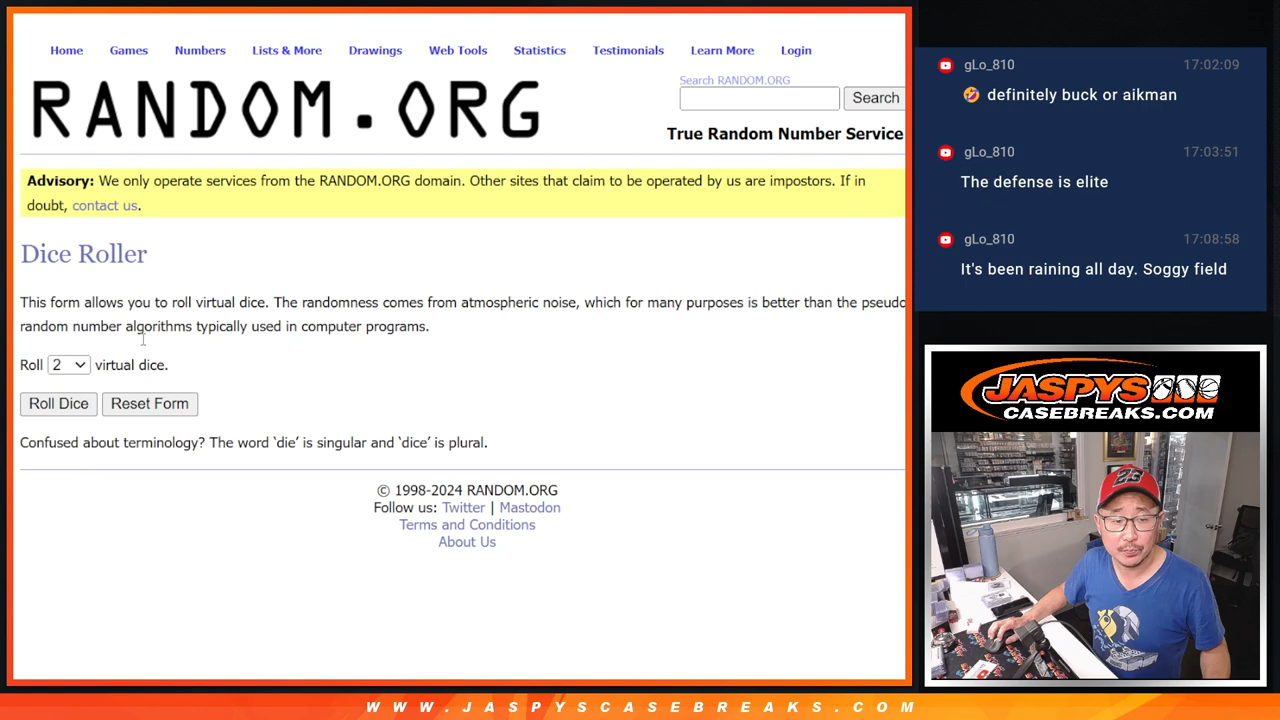 Home Games Numbers Lists & More Drawings Web Tools Statistics Testimonials Learn More Login
RANDOM.ORG
Search RANDOM.ORG
Search
True Random Number Service
Advisory: We only operate services from the RANDOM.ORG domain. Other sites that claim to be operated by us are impostors. If in
doubt, contact us.
Dice Roller
This form allows you to roll virtual dice. The randomness comes from atmospheric noise, which for many purposes is better than the pseudo
random number algorithms typically used in computer programs.
Roll 2 virtual dice.
Roll Dice Reset Form
Confused about terminology? The word ‘die’ is singular and ‘dice’ is plural.
© 1998-2024 RANDOM.ORG
Follow us: Twitter | Mastodon
Terms and Conditions
About Us
gLo_810 17:02:09
🤣 definitely buck or aikman
gLo_810 17:03:51
The defense is elite
gLo_810 17:08:58
It's been raining all day. Soggy field
JASPYS
CASEBREAKS.COM
23
WWW.JASPYSCASEBREAKS.COM